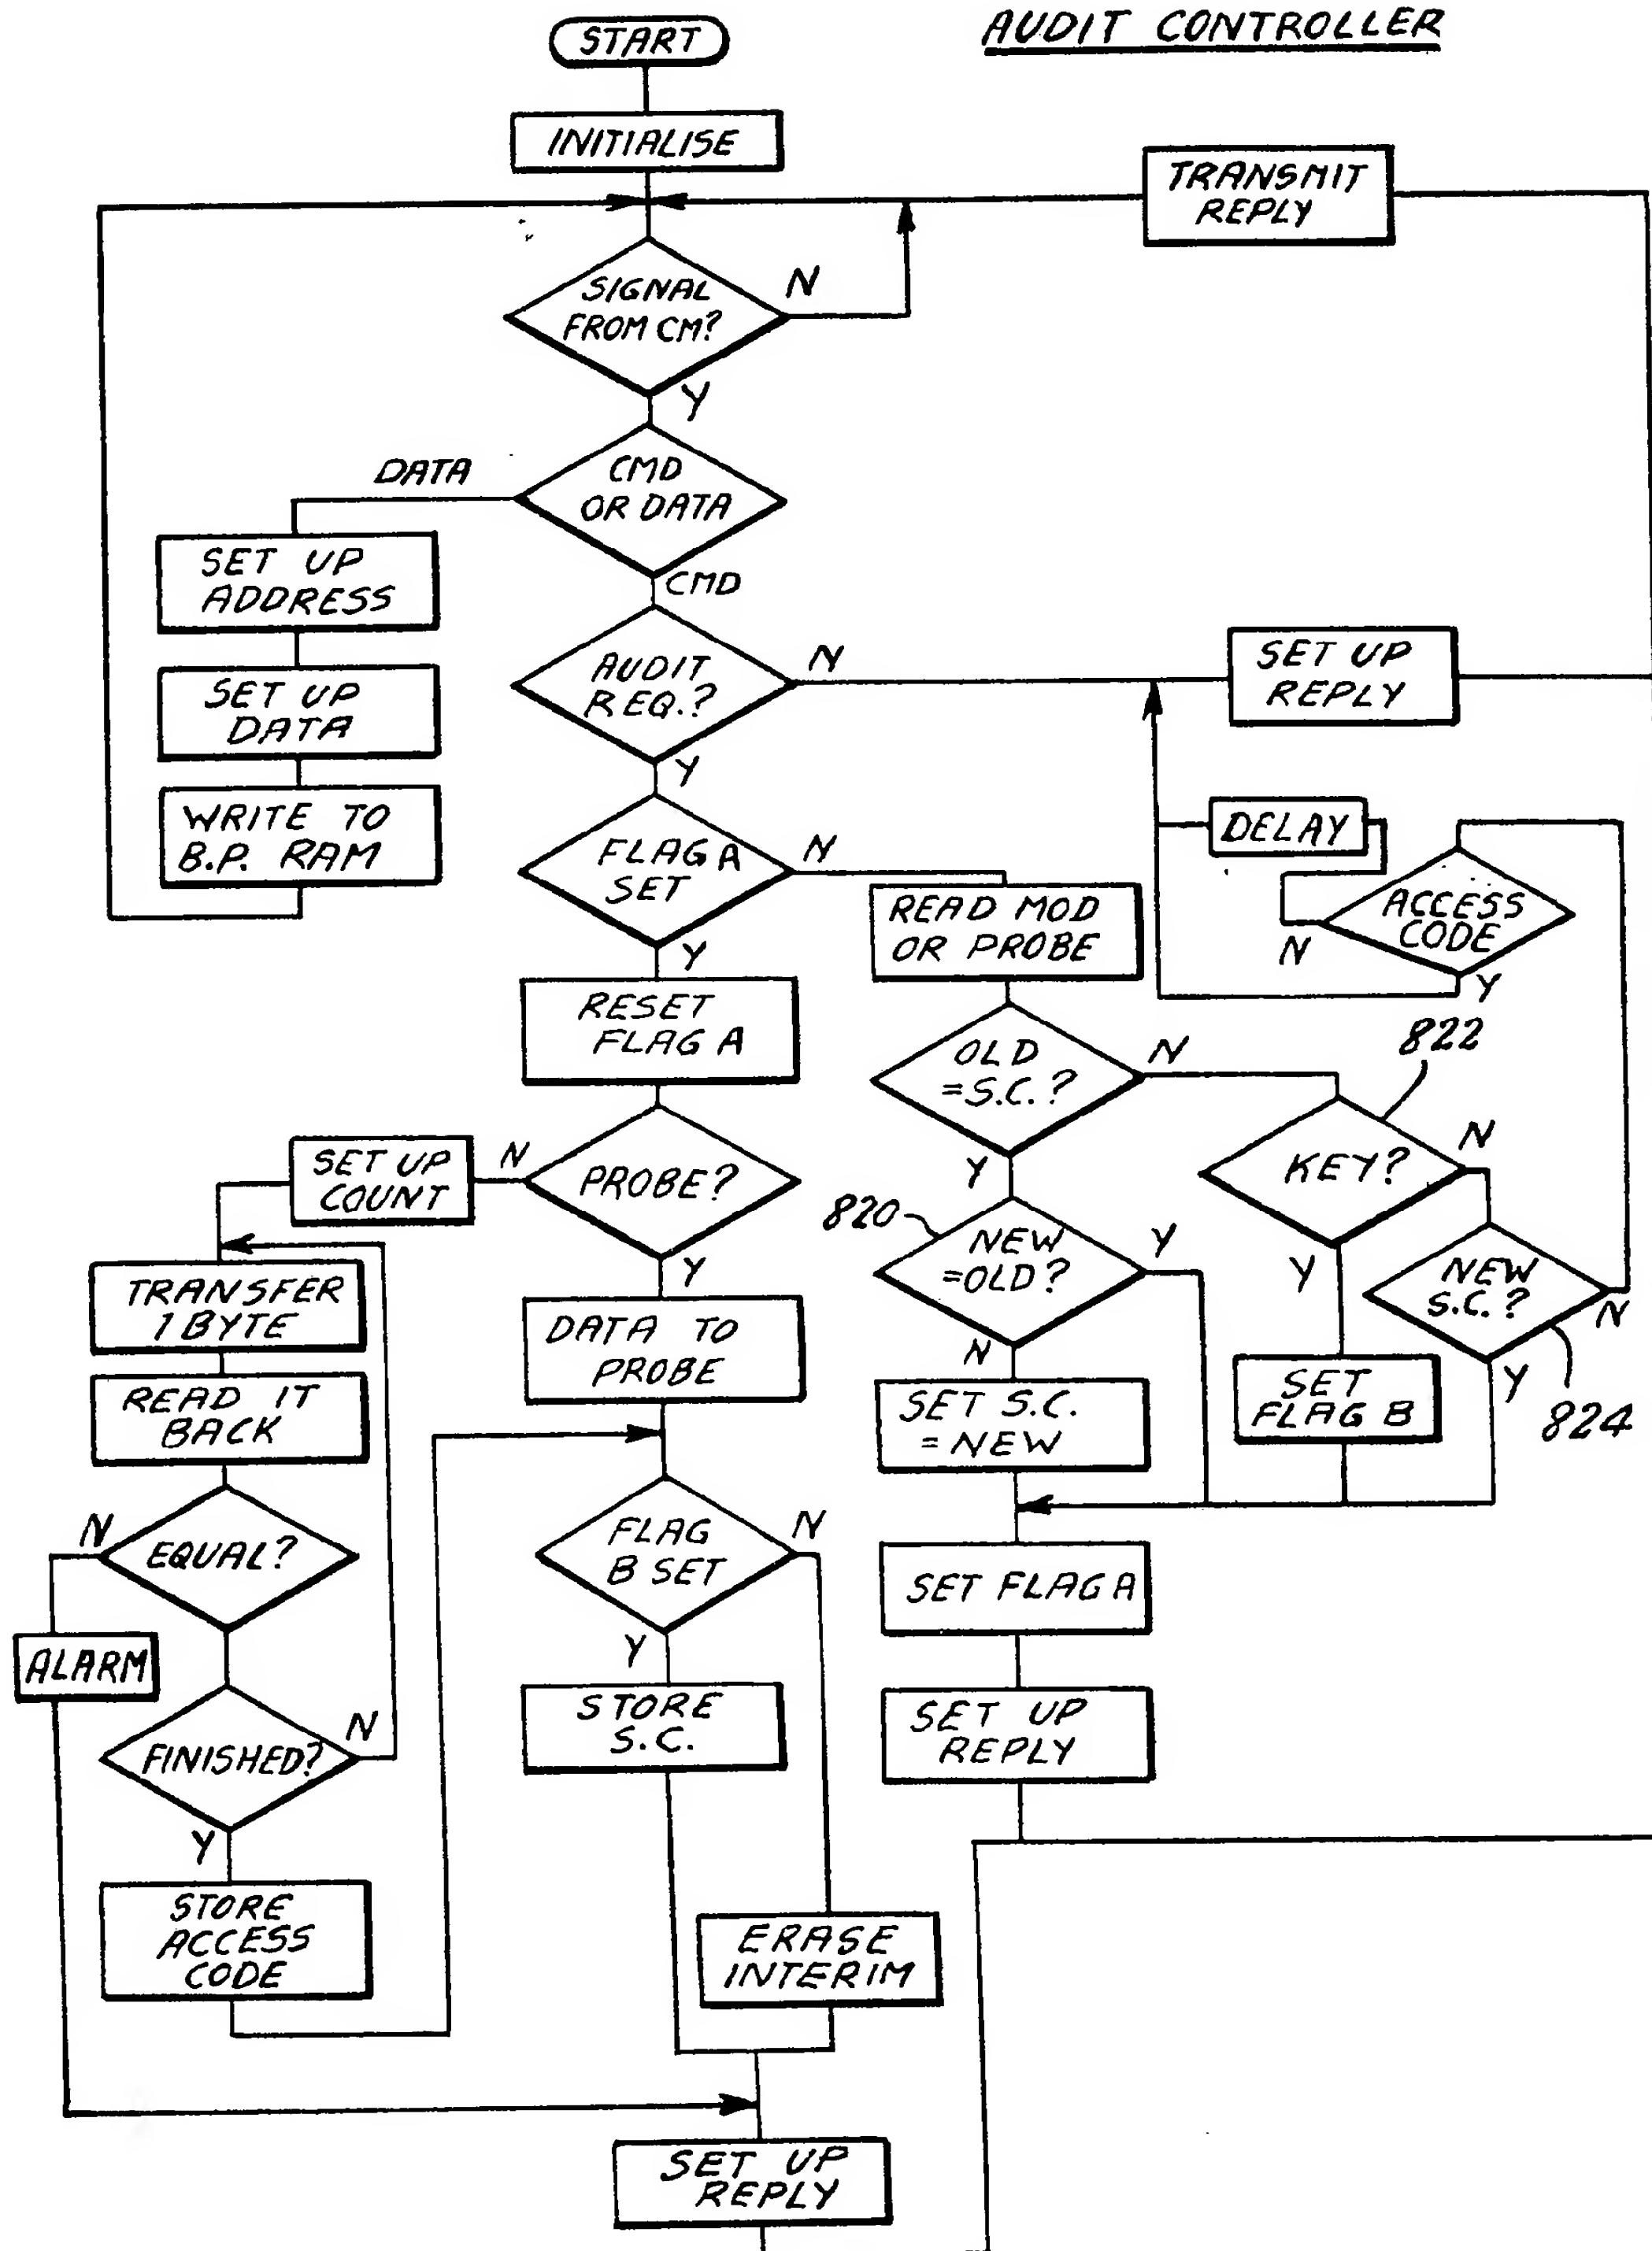 AUDIT CONTROLLER
START
INITIALISE
TRANSMIT
REPLY
SIGNAL
FROM CM?
N
Y
CMD
OR DATA
DATA
CMD
SET UP
ADDRESS
SET UP
DATA
WRITE TO
B.P. RAM
AUDIT
REQ.?
N
Y
SET UP
REPLY
DELAY
ACCESS
CODE
N
Y
FLAG A
SET
N
Y
READ MOD
OR PROBE
RESET
FLAG A
OLD
=S.C.?
N
Y
822
KEY?
N
Y
SET UP
COUNT
N
PROBE?
Y
820
NEW
=OLD?
Y
N
NEW
S.C.?
N
Y
824
TRANSFER
1 BYTE
DATA TO
PROBE
READ IT
BACK
SET S.C.
=NEW
SET
FLAG B
N
EQUAL?
FLAG
B SET
N
Y
SET FLAG A
ALARM
FINISHED?
N
Y
STORE
S.C.
SET UP
REPLY
STORE
ACCESS
CODE
ERASE
INTERIM
SET UP
REPLY